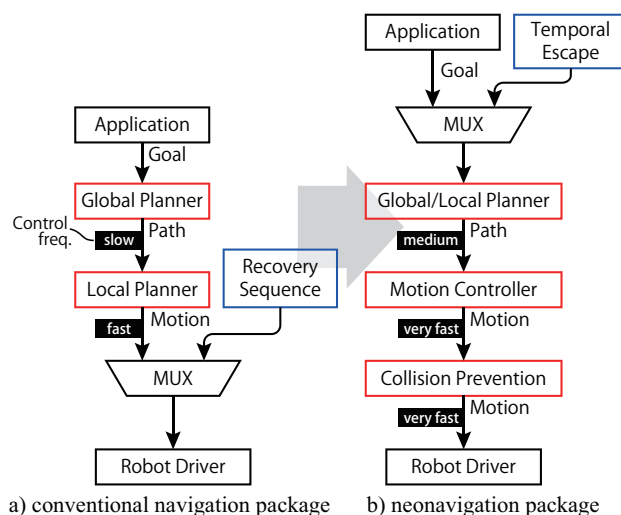 Application
Goal
Global Planner
Control
freq.
slow
Path
Local Planner
Recovery
Sequence
fast
Motion
MUX
Robot Driver
a) conventional navigation package
Application
Temporal
Escape
Goal
MUX
Global/Local Planner
medium
Path
Motion Controller
very fast
Motion
Collision Prevention
very fast
Motion
Robot Driver
b) neonavigation package